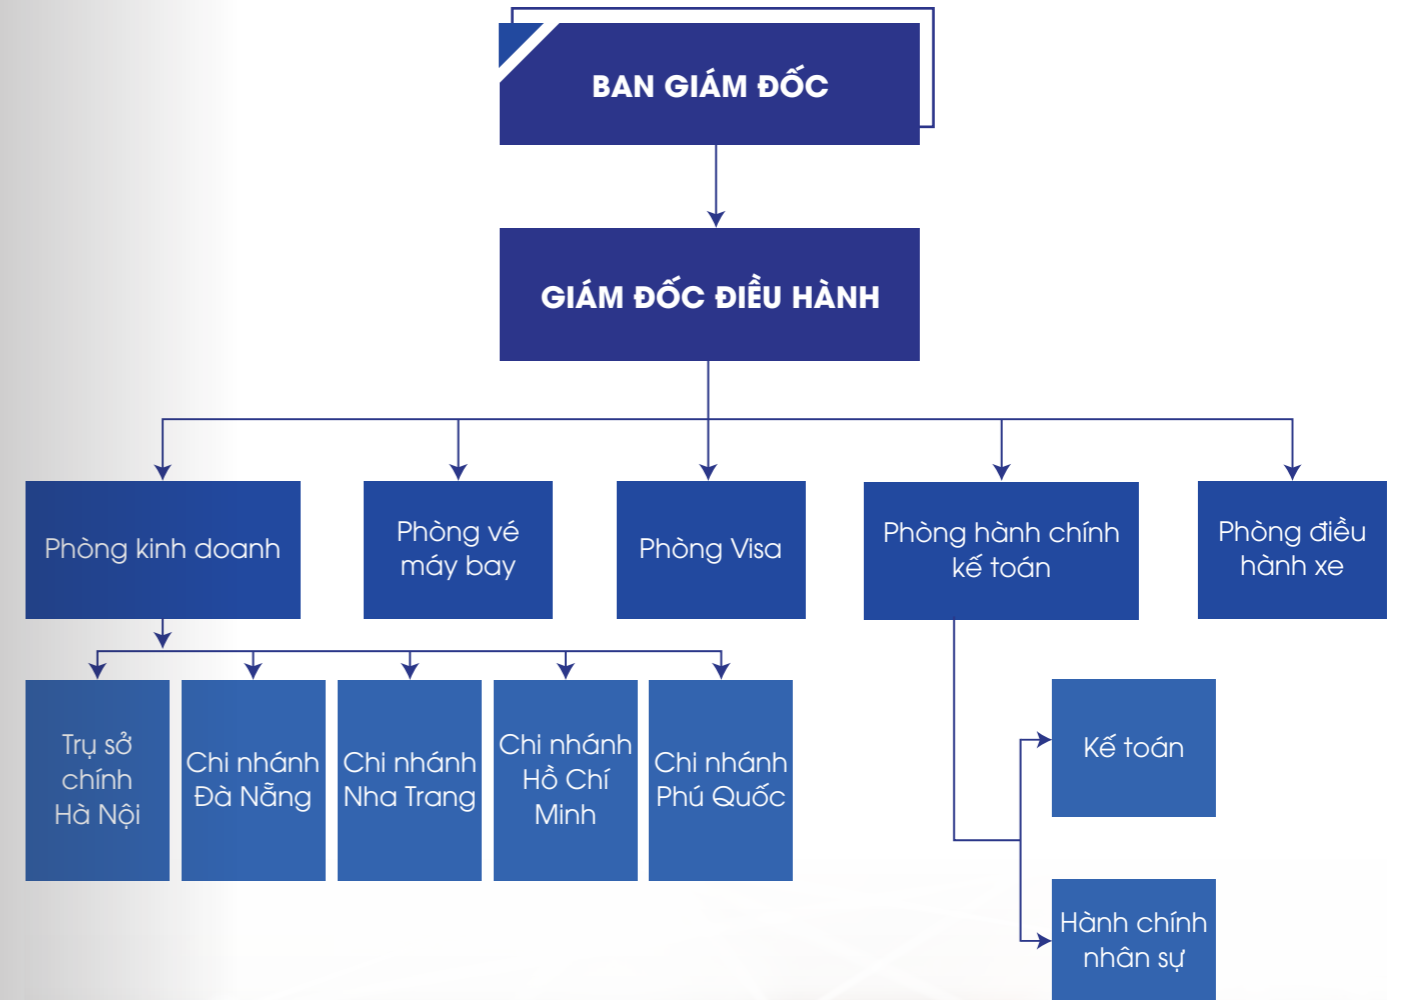 BAN GIÁM ĐỐC
GIÁM ĐỐC ĐIỀU HÀNH
Phòng kinh doanh
Phòng vé
máy bay
Phòng Visa
Phòng hành chính
kế toán
Phòng điều
hành xe
Trụ sở
chính
Hà Nội
Chi nhánh
Đà Nẵng
Chi nhánh
Nha Trang
Chi nhánh
Hồ Chí
Minh
Chi nhánh
Phú Quốc
Kế toán
Hành chính
nhân sự